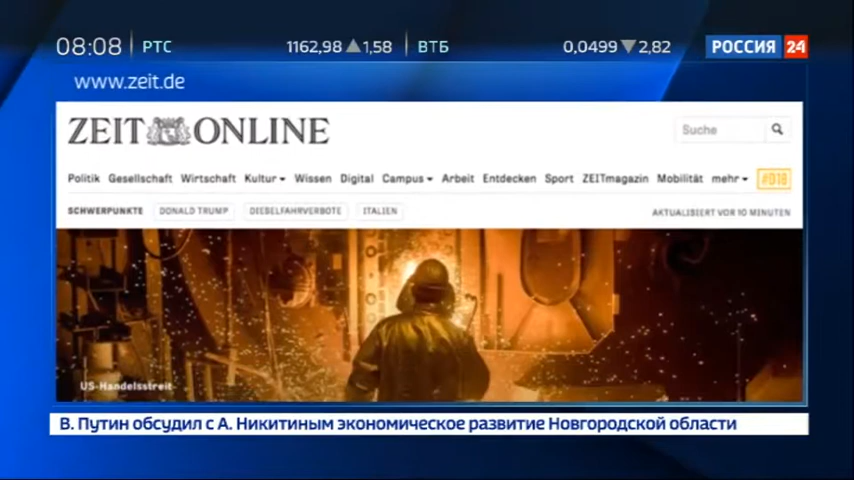 08:08 РТС 1162,98▲1,58 ВТБ 0,0499▼2,82 РОССИЯ 24
www.zeit.de
ZEIT ONLINE Suche
Politik Gesellschaft Wirtschaft Kultur Wissen Digital Campus Arbeit Entdecken Sport ZEITmagazin Mobilität mehr #D18
SCHWERPUNKTE DONALD TRUMP DIESELFAHRVERBOTE ITALIEN AKTUALISIERT VOR 10 MINUTEN
US-Handelsstreit
В. Путин обсудил с А. Никитиным экономическое развитие Новгородской области